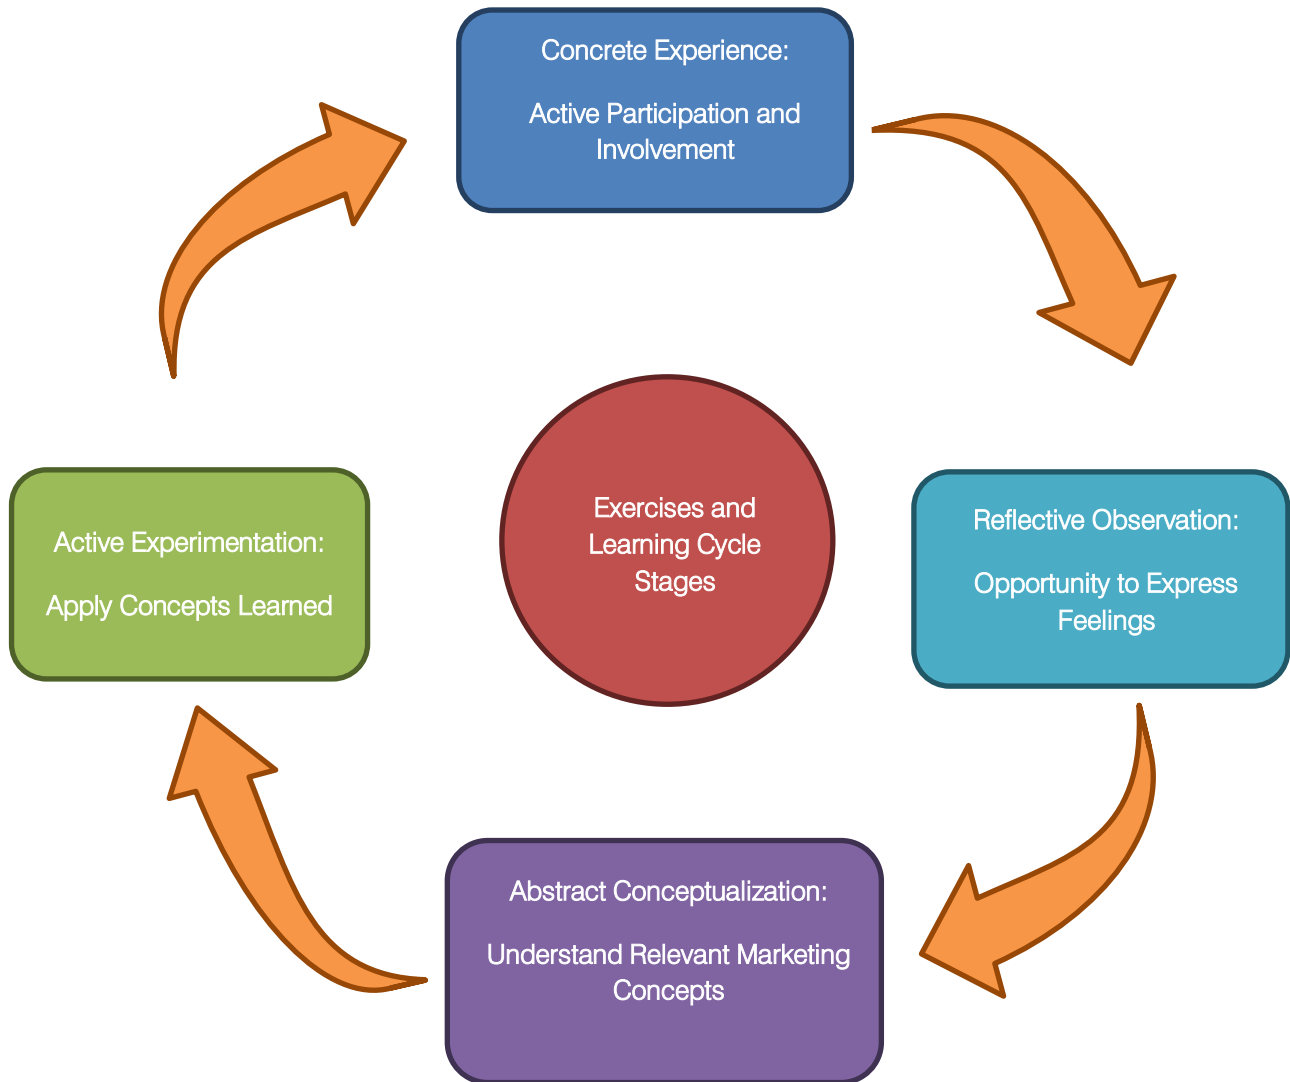 Concrete Experience:
Active Participation and
Involvement
Exercises and
Learning Cycle
Stages
Reflective Observation:
Opportunity to Express
Feelings
Active Experimentation:
Apply Concepts Learned
Abstract Conceptualization:
Understand Relevant Marketing
Concepts